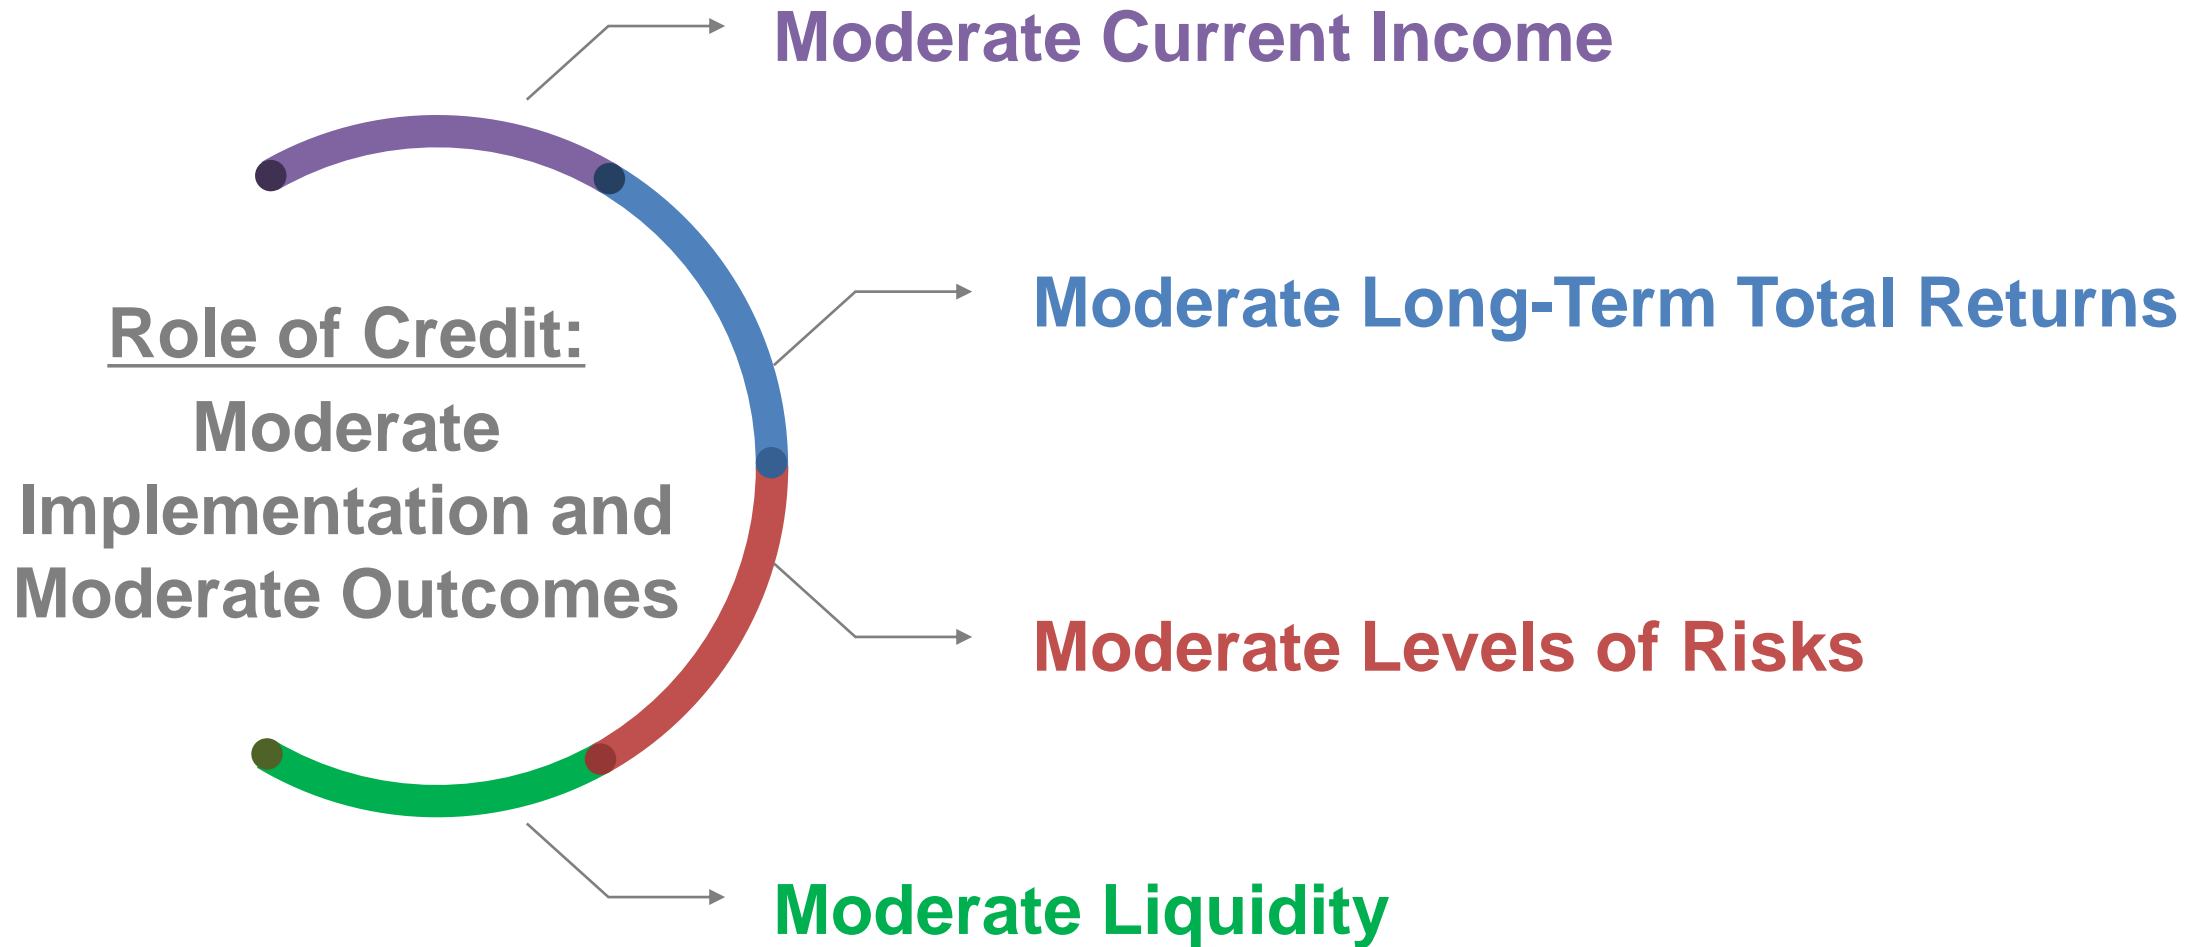 Moderate Current Income
Moderate Long-Term Total Returns
Role of Credit:
Moderate
Implementation and
Moderate Outcomes
Moderate Levels of Risks
Moderate Liquidity